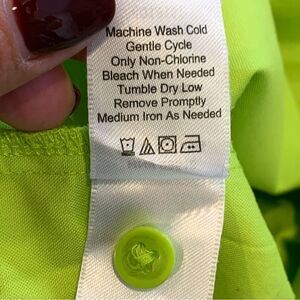 Machine Wash Cold
Gentle Cycle
Only Non-Chlorine
Bleach When Needed
Tumble Dry Low
Remove Promptly
Medium Iron As Needed